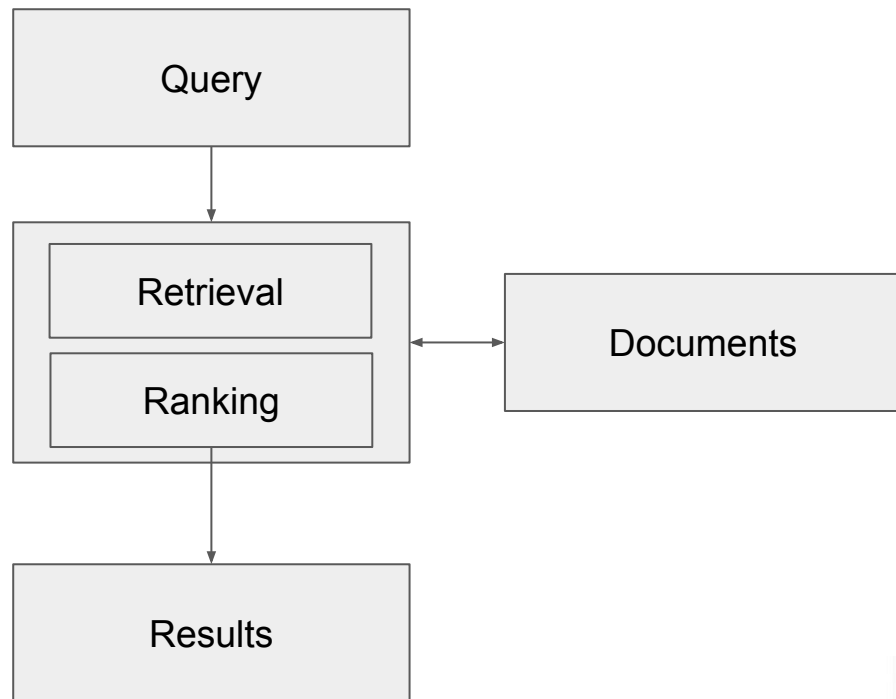 Query
Retrieval
Ranking
Documents
Results